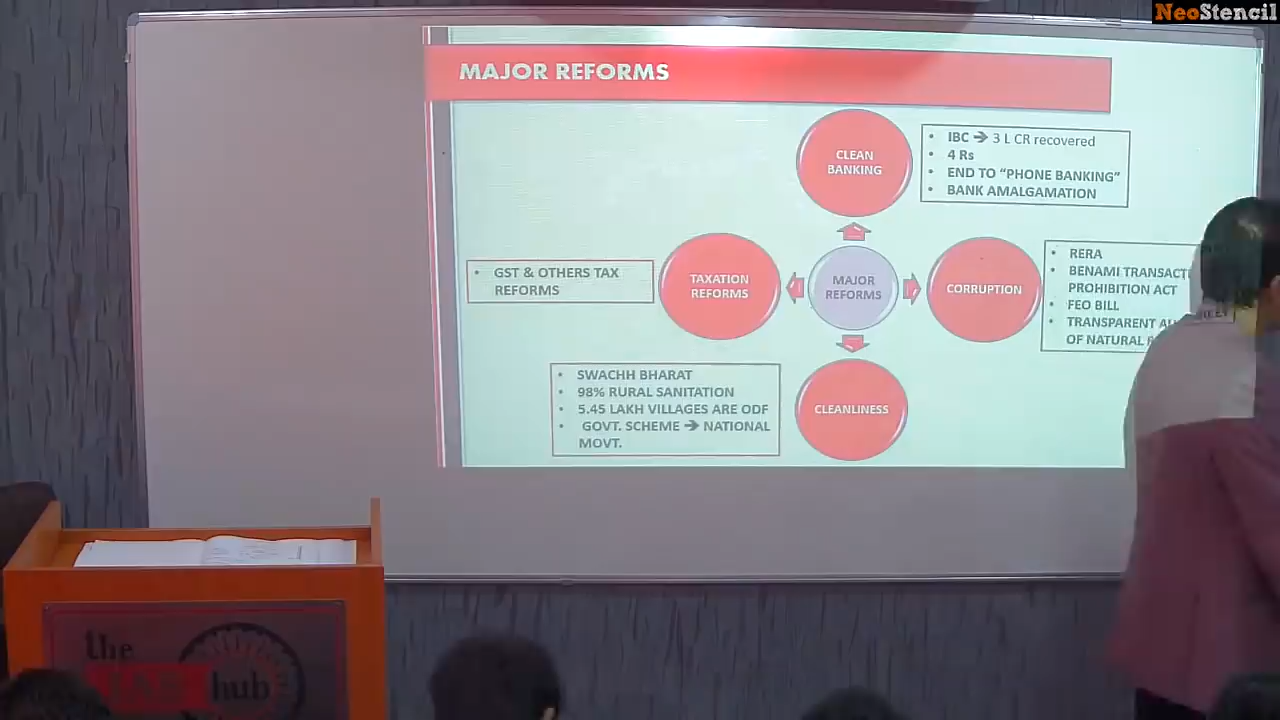 NeoStencil
MAJOR REFORMS
CLEAN
BANKING
IBC → 3 L CR recovered
4 Rs
END TO “PHONE BANKING”
BANK AMALGAMATION
GST & OTHERS TAX
REFORMS
TAXATION
REFORMS
MAJOR
REFORMS
CORRUPTION
RERA
BENAMI TRANSACT
PROHIBITION ACT
FEO BILL
TRANSPARENT
OF NATURAL
SWACHH BHARAT
98% RURAL SANITATION
5.45 LAKH VILLAGES ARE ODF
GOVT. SCHEME → NATIONAL
MOVT.
CLEANLINESS
the
hub